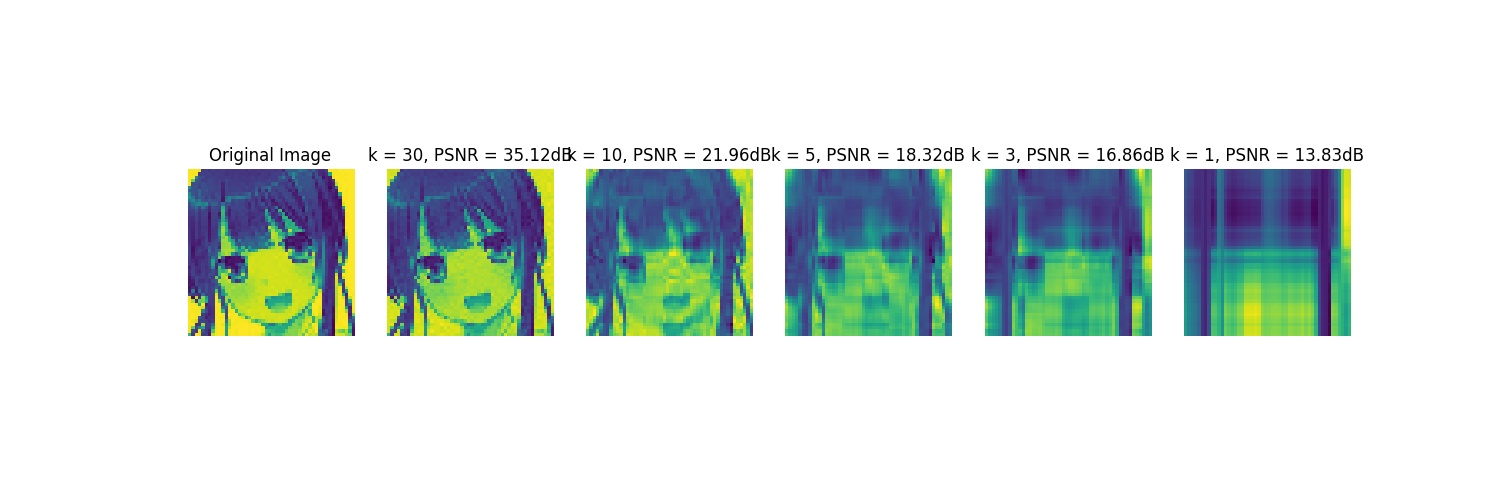 Original Image
k = 30, PSNR = 35.12dB
k = 10, PSNR = 21.96dB
k = 5, PSNR = 18.32dB
k = 3, PSNR = 16.86dB
k = 1, PSNR = 13.83dB